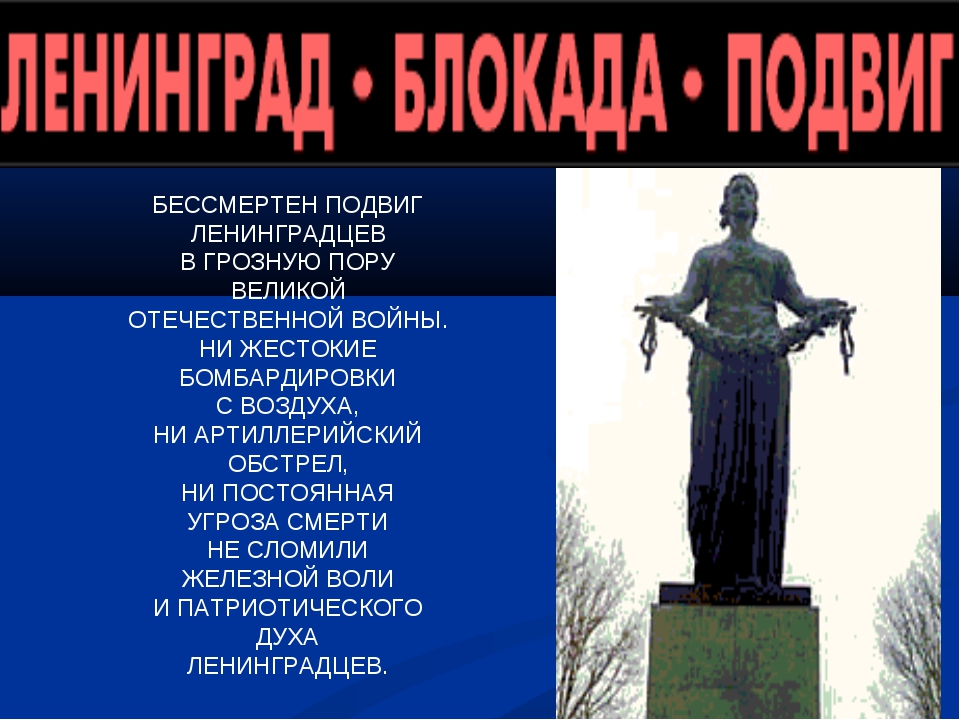 ЛЕНИНГРАД • БЛОКАДА • ПОДВИГ
БЕССМЕРТЕН ПОДВИГ
ЛЕНИНГРАДЦЕВ
В ГРОЗНУЮ ПОРУ
ВЕЛИКОЙ
ОТЕЧЕСТВЕННОЙ ВОЙНЫ.
НИ ЖЕСТОКИЕ
БОМБАРДИРОВКИ
С ВОЗДУХА,
НИ АРТИЛЛЕРИЙСКИЙ
ОБСТРЕЛ,
НИ ПОСТОЯННАЯ
УГРОЗА СМЕРТИ
НЕ СЛОМИЛИ
ЖЕЛЕЗНОЙ ВОЛИ
И ПАТРИОТИЧЕСКОГО
ДУХА
ЛЕНИНГРАДЦЕВ.